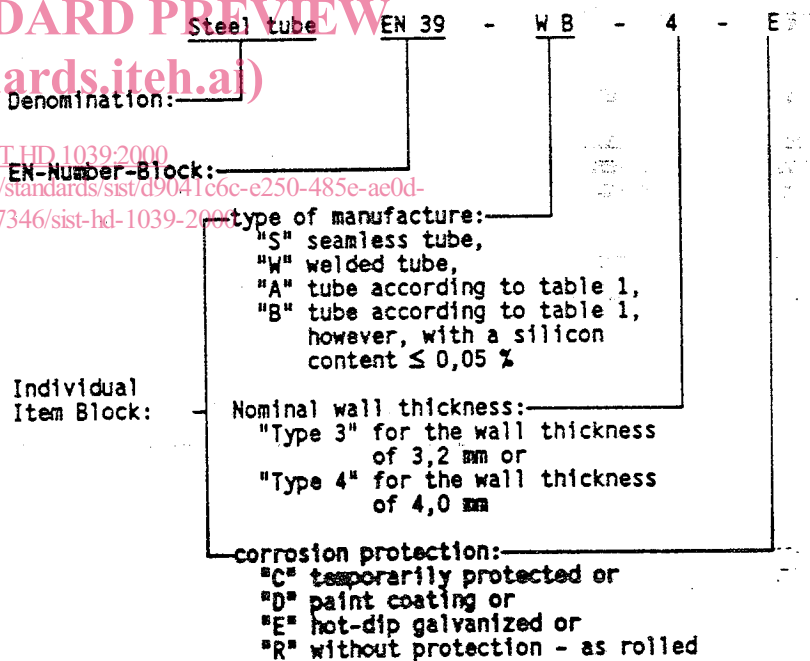 DARD PREVIEW
Steel tube EN 39 - W B - 4 - E
ards.iteh.ai)
Denomination:
T HD 1039:2000
EN-Number-Block:
/standards/sist/d9041c6c-e250-485e-ae0d-
7346/sist-hd-1039-2000
type of manufacture:
"S" seamless tube,
"W" welded tube,
"A" tube according to table 1,
"B" tube according to table 1,
however, with a silicon
content ≤ 0,05 %
Individual
Item Block:
Nominal wall thickness:
"Type 3" for the wall thickness
of 3,2 mm or
"Type 4" for the wall thickness
of 4,0 mm
corrosion protection:
"C" temporarily protected or
"D" paint coating or
"E" hot-dip galvanized or
"R" without protection - as rolled